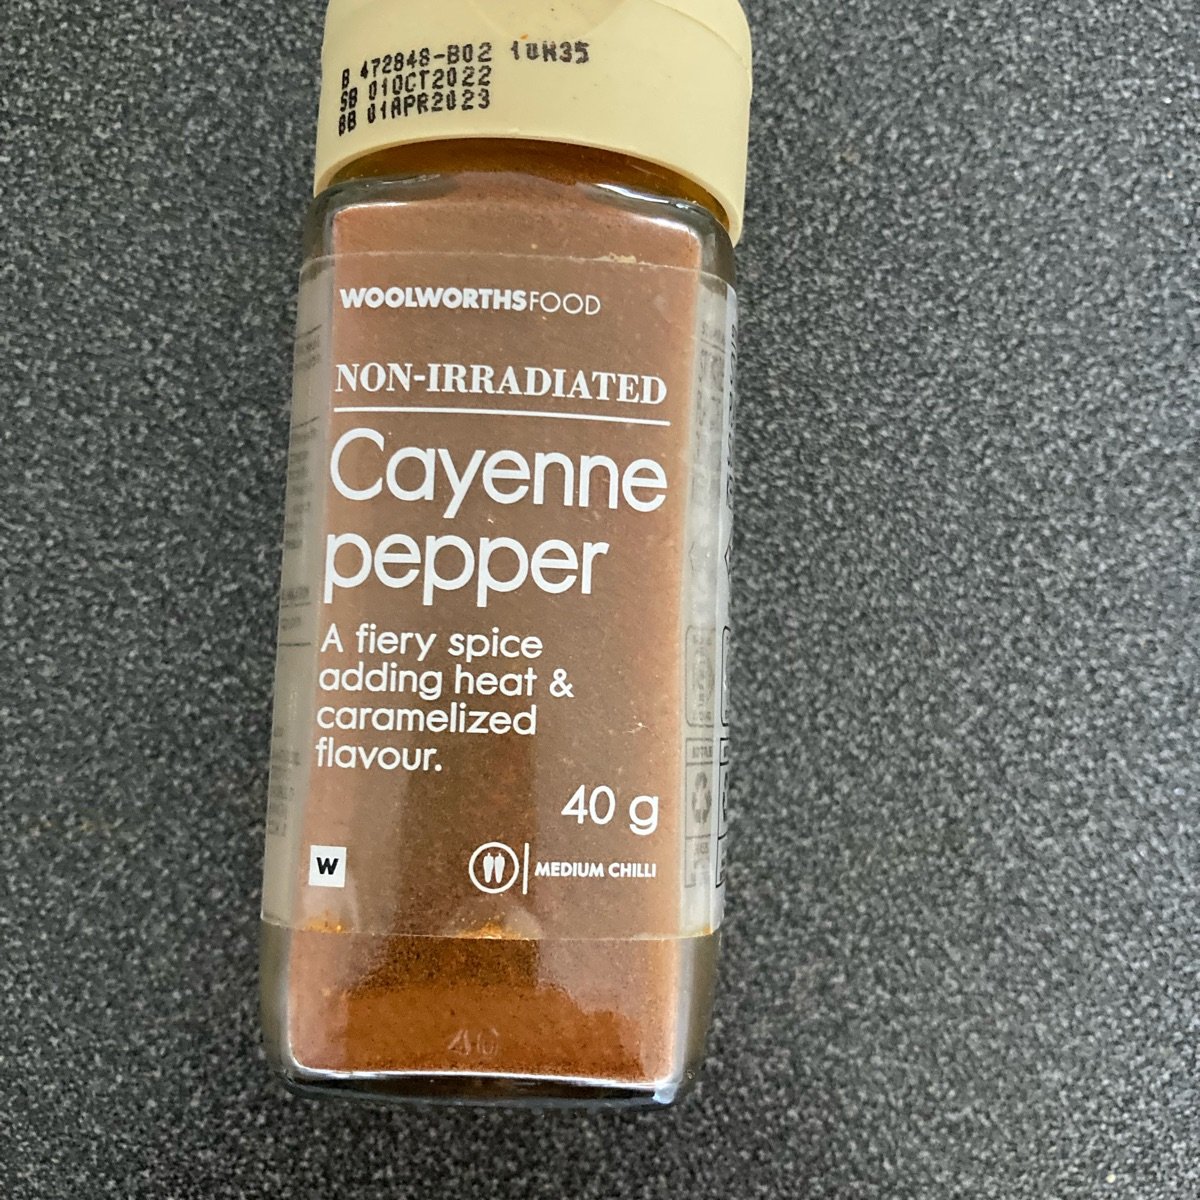 B 472848-B02 10H35
SB 01OCT2022
BB 01APR2023
WOOLWORTHSFOOD
NON-IRRADIATED
Cayenne
pepper
A fiery spice
adding heat &
caramelized
flavour.
40 g
W
MEDIUM CHILLI
40